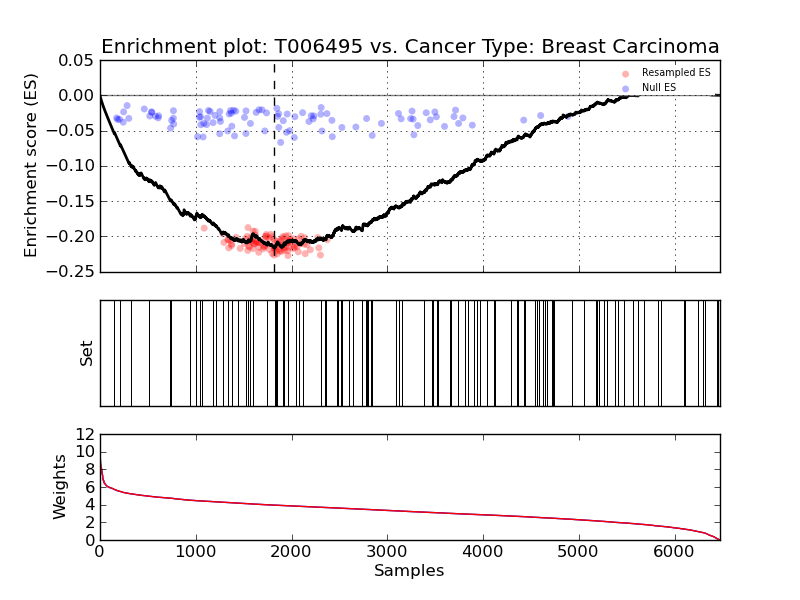 Enrichment plot: T006495 vs. Cancer Type: Breast Carcinoma
Enrichment score (ES)
0.05
0.00
−0.05
−0.10
−0.15
−0.20
−0.25
Resampled ES
Null ES
Set
Weights
12
10
8
6
4
2
0
0 1000 2000 3000 4000 5000 6000
Samples